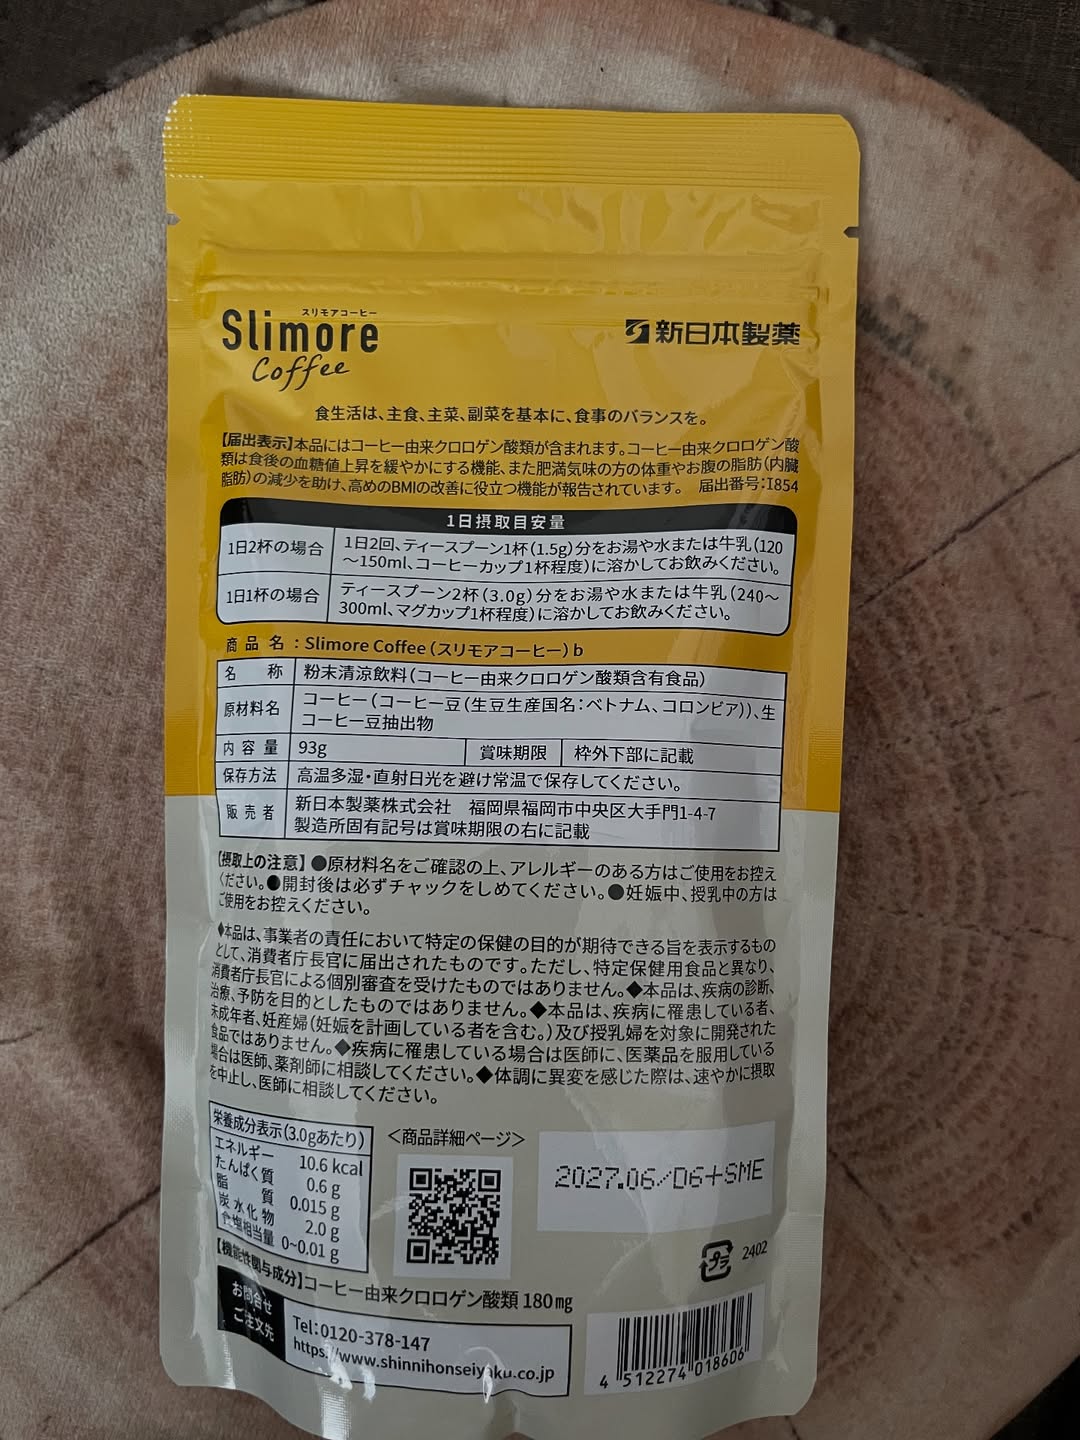 スリモアコーヒー
Slimore
Coffee
新日本製薬
食生活は、主食、主菜、副菜を基本に、食事のバランスを。
【届出表示】本品にはコーヒー由来クロロゲン酸類が含まれます。コーヒー由来クロロゲン酸
類は食後の血糖値上昇を緩やかにする機能、また肥満気味の方の体重やお腹の脂肪(内臓
脂肪)の減少を助け、高めのBMIの改善に役立つ機能が報告されています。 届出番号:I854
1日摂取目安量
1日2杯の場合
1日2回、ティースプーン1杯(1.5g)分をお湯や水または牛乳(120
～150ml、コーヒーカップ1杯程度)に溶かしてお飲みください。
1日1杯の場合
ティースプーン2杯(3.0g)分をお湯や水または牛乳(240～
300ml、マグカップ1杯程度)に溶かしてお飲みください。
商品名:Slimore Coffee(スリモアコーヒー)b
名称 粉末清涼飲料(コーヒー由来クロロゲン酸類含有食品)
原材料名 コーヒー(コーヒー豆(生豆生産国名:ベトナム、コロンビア))、生
コーヒー豆抽出物
内容量 93g 賞味期限 枠外下部に記載
保存方法 高温多湿・直射日光を避け常温で保存してください。
販売者 新日本製薬株式会社 福岡県福岡市中央区大手門1-4-7
製造所固有記号は賞味期限の右に記載
【摂取上の注意】●原材料名をご確認の上、アレルギーのある方はご使用をお控え
ください。●開封後は必ずチャックをしめてください。●妊娠中、授乳中の方は
ご使用をお控えください。
◆本品は、事業者の責任において特定の保健の目的が期待できる旨を表示するもの
として、消費者庁長官に届出されたものです。ただし、特定保健用食品と異なり、
消費者庁長官による個別審査を受けたものではありません。◆本品は、疾病の診断、
治療、予防を目的としたものではありません。◆本品は、疾病に罹患している者、
未成年者、妊産婦(妊娠を計画している者を含む。)及び授乳婦を対象に開発された
食品ではありません。◆疾病に罹患している場合は医師に、医薬品を服用している
場合は医師、薬剤師に相談してください。◆体調に異変を感じた際は、速やかに摂取
を中止し、医師に相談してください。
栄養成分表示(3.0gあたり)
エネルギー 10.6 kcal
たんぱく質 0.6 g
脂質 0.015 g
炭水化物 2.0 g
食塩相当量 0~0.01 g
<商品詳細ページ>
2027.06/D6+SME
プラ
2402
【機能性関与成分】コーヒー由来クロロゲン酸類 180mg
お問合せ
ご注文先
Tel:0120-378-147
https://www.shinnihonseiyaku.co.jp
4 512274 018606